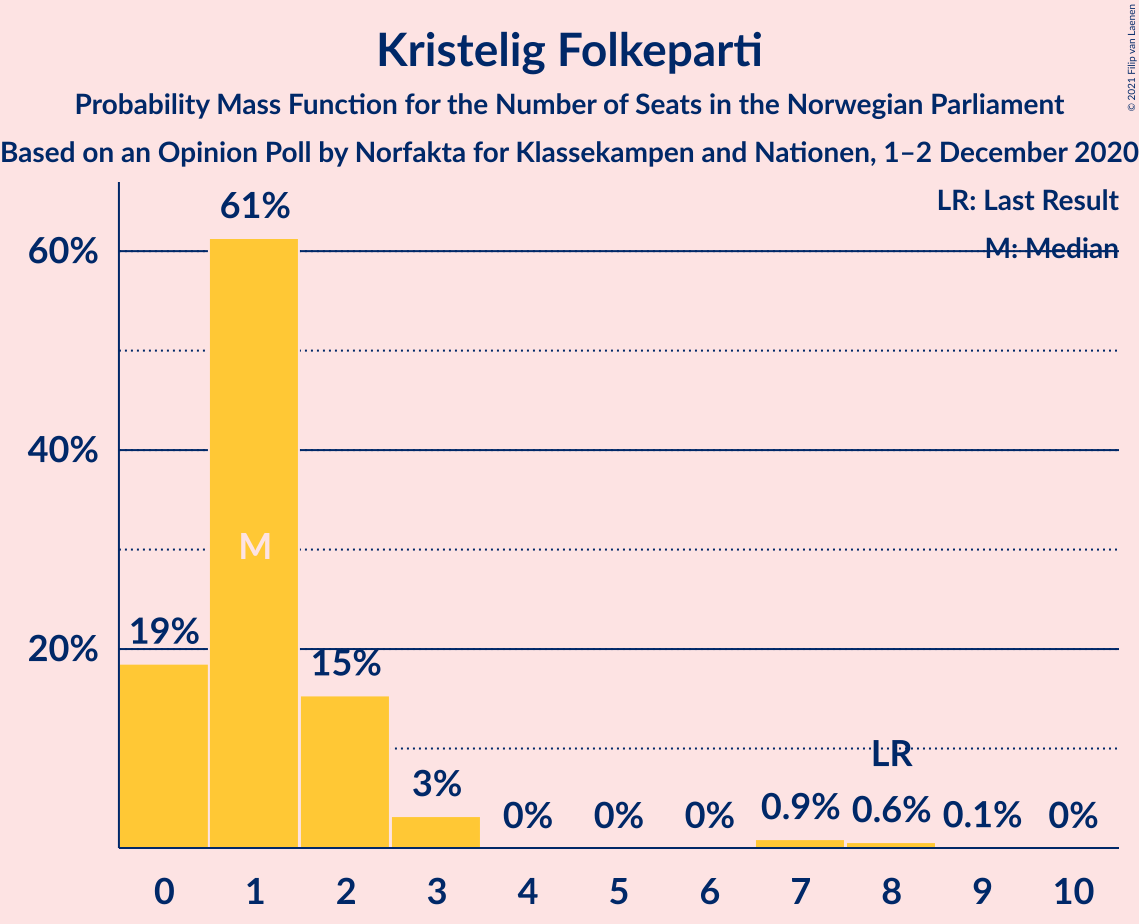 Kristelig Folkeparti
Probability Mass Function for the Number of Seats in the Norwegian Parliament
Based on an Opinion Poll by Norfakta for Klassekampen and Nationen, 1–2 December 2020
© 2021 Filip van Laenen
LR: Last Result
M: Median
60%
40%
20%
61%
M
19%
15%
3%
0%
0%
0%
0.9%
LR
0.6%
0.1%
0%
0 1 2 3 4 5 6 7 8 9 10